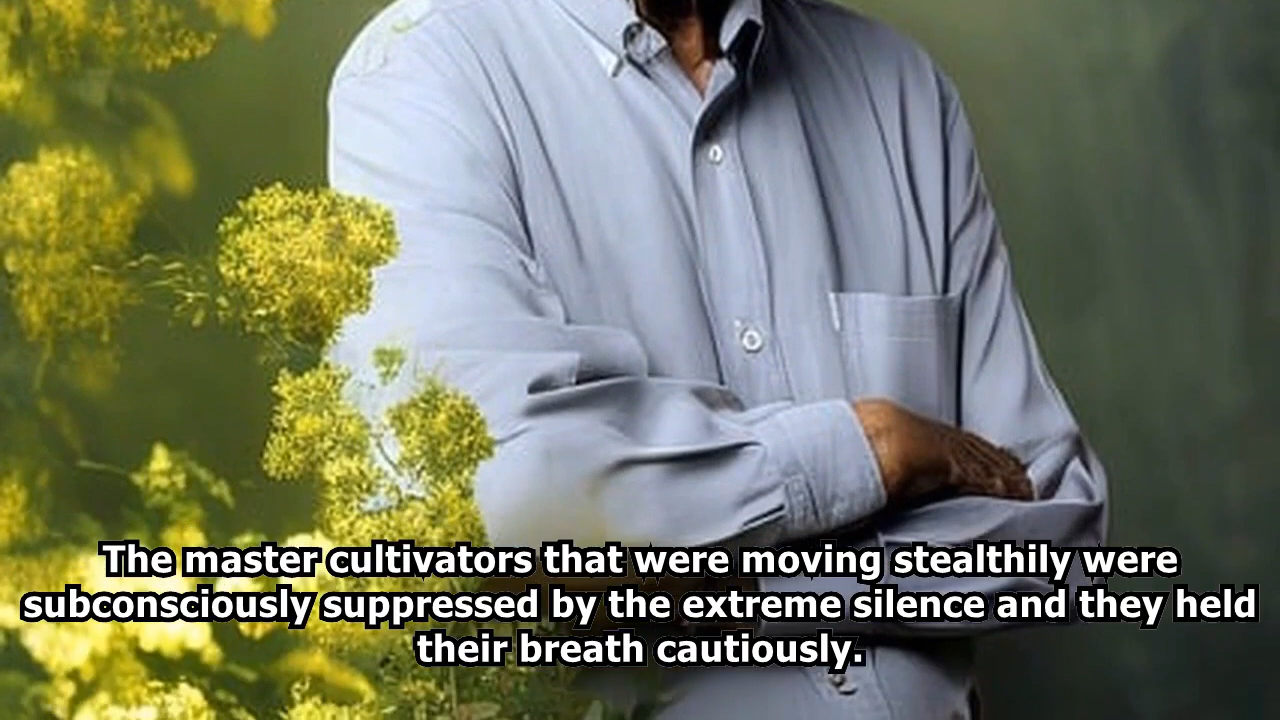 The master cultivators that were moving stealthily were
subconsciously suppressed by the extreme silence and they held
their breath cautiously.